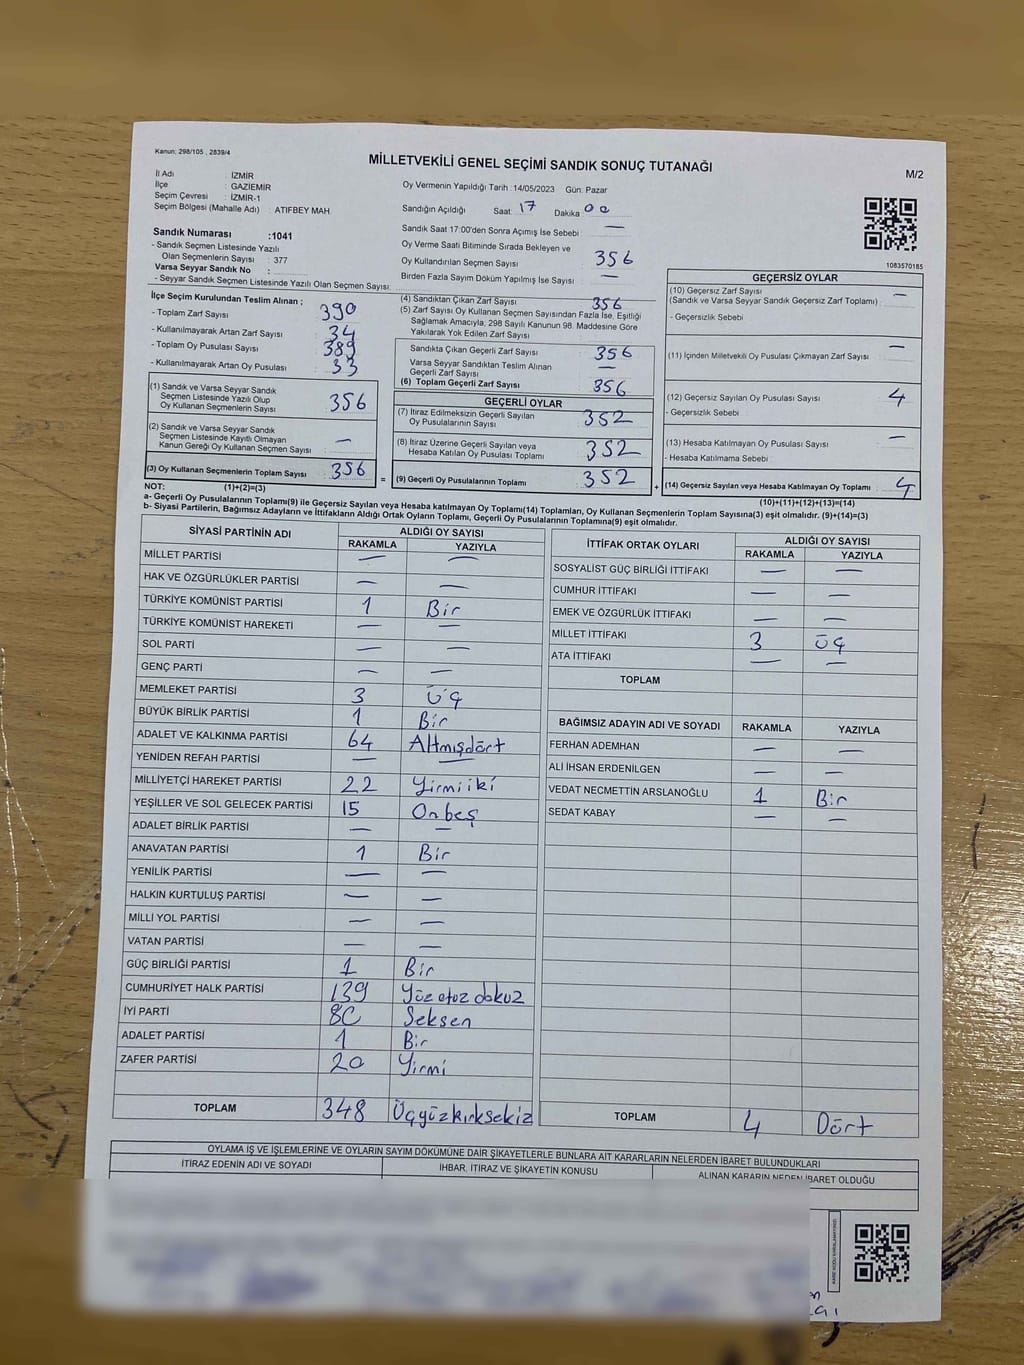 Kanun: 298/105 , 2839/4
MİLLETVEKİLİ GENEL SEÇİMİ SANDIK SONUÇ TUTANAĞI
M/2
İl Adı : İZMİR
İlçe : GAZİEMİR
Seçim Çevresi : İZMİR-1
Seçim Bölgesi (Mahalle Adı) : ATIFBEY MAH.
Oy Vermenin Yapıldığı Tarih : 14/05/2023 Gün: Pazar
Sandığın Açıldığı Saat: 17 Dakika: 00
Sandık Saat 17:00'den Sonra Açımış İse Sebebi: —
Sandık Numarası :1041
- Sandık Seçmen Listesinde Yazılı
Olan Seçmenlerin Sayısı : 377
Varsa Seyyar Sandık No :
- Seyyar Sandık Seçmen Listesinde Yazılı Olan Seçmen Sayısı:
Oy Verme Saati Bitiminde Sırada Bekleyen ve
Oy Kullandırılan Seçmen Sayısı : 356
Birden Fazla Sayım Döküm Yapılmış İse Sayısı : —
1083570185
İlçe Seçim Kurulundan Teslim Alınan ;
- Toplam Zarf Sayısı : 390
- Kullanılmayarak Artan Zarf Sayısı : 34
- Toplam Oy Pusulası Sayısı : 389
- Kullanılmayarak Artan Oy Pusulası : 33
(1) Sandık ve Varsa Seyyar Sandık
Seçmen Listesinde Yazılı Olup
Oy Kullanan Seçmenlerin Sayısı : 356
(2) Sandık ve Varsa Seyyar Sandık
Seçmen Listesinde Kayıtlı Olmayan
Kanun Gereği Oy Kullanan Seçmen Sayısı : —
(3) Oy Kullanan Seçmenlerin Toplam Sayısı : 356
(1)+(2)=(3)
(4) Sandıktan Çıkan Zarf Sayısı : 356
(5) Zarf Sayısı Oy Kullanan Seçmen Sayısından Fazla İse, Eşitliği
Sağlamak Amacıyla, 298 Sayılı Kanunun 98. Maddesine Göre
Yakılarak Yok Edilen Zarf Sayısı :
Sandıkta Çıkan Geçerli Zarf Sayısı : 356
Varsa Seyyar Sandıktan Teslim Alınan
Geçerli Zarf Sayısı : —
(6) Toplam Geçerli Zarf Sayısı : 356
GEÇERLİ OYLAR
(7) İtiraz Edilmeksizin Geçerli Sayılan
Oy Pusulalarının Sayısı : 352
(8) İtiraz Üzerine Geçerli Sayılan veya
Hesaba Katılan Oy Pusulası Toplamı : 352
= (9) Geçerli Oy Pusulalarının Toplamı : 352
GEÇERSİZ OYLAR
(10) Geçersiz Zarf Sayısı : —
(Sandık ve Varsa Seyyar Sandık Geçersiz Zarf Toplamı)
- Geçersizlik Sebebi :
(11) İçinden Milletvekili Oy Pusulası Çıkmayan Zarf Sayısı : —
(12) Geçersiz Sayılan Oy Pusulası Sayısı : 4
- Geçersizlik Sebebi :
(13) Hesaba Katılmayan Oy Pusulası Sayısı : —
- Hesaba Katılmama Sebebi :
+ (14) Geçersiz Sayılan veya Hesaba Katılmayan Oy Toplamı : 4
(10)+(11)+(12)+(13)=(14)
NOT:
a- Geçerli Oy Pusulalarının Toplamı(9) ile Geçersiz Sayılan veya Hesaba katılmayan Oy Toplamı(14) Toplamları, Oy Kullanan Seçmenlerin Toplam Sayısına(3) eşit olmalıdır. (9)+(14)=(3)
b- Siyasi Partilerin, Bağımsız Adayların ve İttifakların Aldığı Ortak Oyların Toplamı, Geçerli Oy Pusulalarının Toplamına(9) eşit olmalıdır.
SİYASİ PARTİNİN ADI ALDIĞI OY SAYISI
RAKAMLA YAZIYLA
MİLLET PARTİSİ — —
HAK VE ÖZGÜRLÜKLER PARTİSİ — —
TÜRKİYE KOMÜNİST PARTİSİ 1 Bir
TÜRKİYE KOMÜNİST HAREKETİ — —
SOL PARTİ — —
GENÇ PARTİ — —
MEMLEKET PARTİSİ 3 Üç
BÜYÜK BİRLİK PARTİSİ 1 Bir
ADALET VE KALKINMA PARTİSİ 64 Altmışdört
YENİDEN REFAH PARTİSİ — —
MİLLİYETÇİ HAREKET PARTİSİ 22 Yirmiiki
YEŞİLLER VE SOL GELECEK PARTİSİ 15 Onbeş
ADALET BİRLİK PARTİSİ — —
ANAVATAN PARTİSİ 1 Bir
YENİLİK PARTİSİ — —
HALKIN KURTULUŞ PARTİSİ — —
MİLLİ YOL PARTİSİ — —
VATAN PARTİSİ — —
GÜÇ BİRLİĞİ PARTİSİ 1 Bir
CUMHURİYET HALK PARTİSİ 139 Yüz otuz dokuz
İYİ PARTİ 80 Seksen
ADALET PARTİSİ 1 Bir
ZAFER PARTİSİ 20 Yirmi
TOPLAM 348 Üçyüzkırksekiz
İTTİFAK ORTAK OYLARI ALDIĞI OY SAYISI
RAKAMLA YAZIYLA
SOSYALİST GÜÇ BİRLİĞİ İTTİFAKI — —
CUMHUR İTTİFAKI — —
EMEK VE ÖZGÜRLÜK İTTİFAKI — —
MİLLET İTTİFAKI 3 Üç
ATA İTTİFAKI — —
TOPLAM
BAĞIMSIZ ADAYIN ADI VE SOYADI RAKAMLA YAZIYLA
FERHAN ADEMHAN — —
ALİ İHSAN ERDENİLGEN — —
VEDAT NECMETTİN ARSLANOĞLU 1 Bir
SEDAT KABAY — —
TOPLAM 4 Dört
OYLAMA İŞ VE İŞLEMLERİNE VE OYLARIN SAYIM DÖKÜMÜNE DAİR ŞİKAYETLERLE BUNLARA AİT KARARLARIN NELERDEN İBARET BULUNDUKLARI
İTİRAZ EDENİN ADI VE SOYADI İHBAR, İTİRAZ VE ŞİKAYETİN KONUSU ALINAN KARARIN NEDEN İBARET OLDUĞU